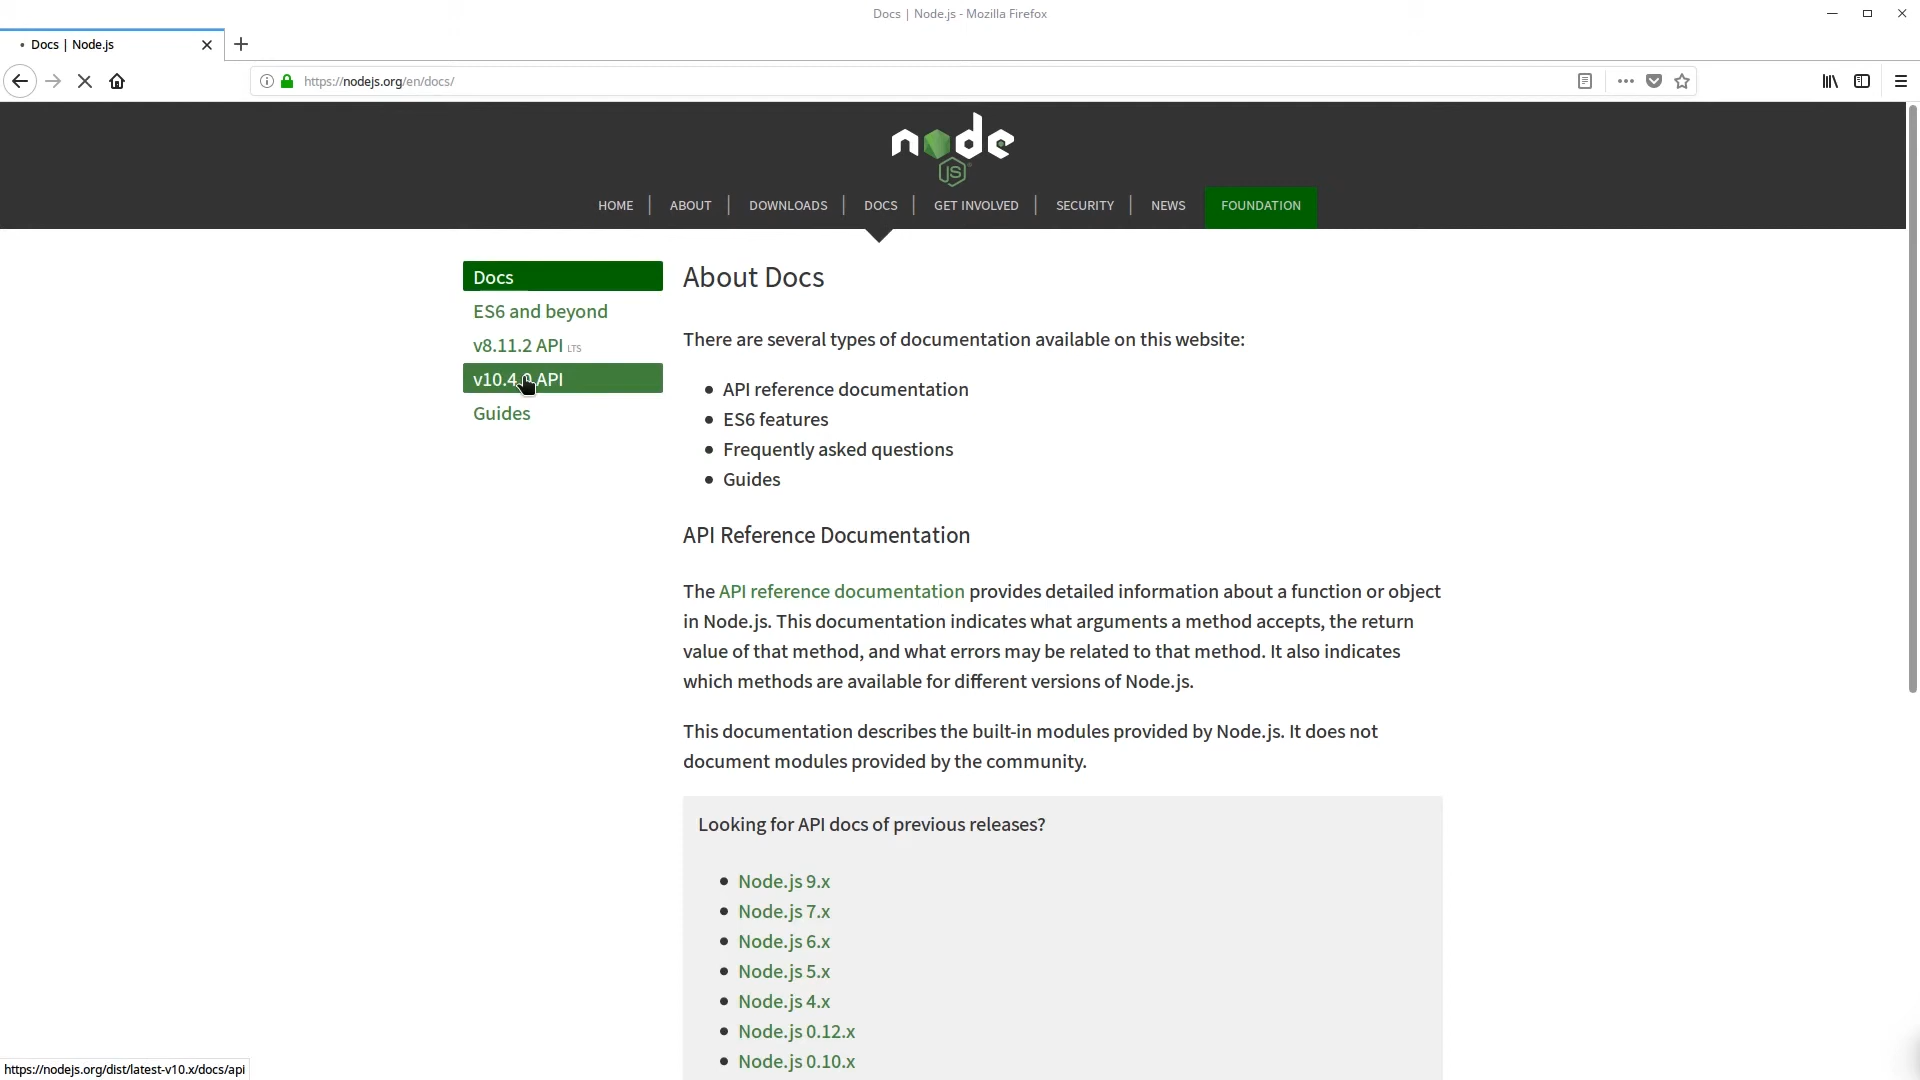 Docs | Node.js - Mozilla Firefox
Docs | Node.js
https://nodejs.org/en/docs/
node
JS
HOME
ABOUT
DOWNLOADS
DOCS
GET INVOLVED
SECURITY
NEWS
FOUNDATION
Docs
ES6 and beyond
v8.11.2 API LTS
v10.4.0 API
Guides
About Docs
There are several types of documentation available on this website:
API reference documentation
ES6 features
Frequently asked questions
Guides
API Reference Documentation
The API reference documentation provides detailed information about a function or object
in Node.js. This documentation indicates what arguments a method accepts, the return
value of that method, and what errors may be related to that method. It also indicates
which methods are available for different versions of Node.js.
This documentation describes the built-in modules provided by Node.js. It does not
document modules provided by the community.
Looking for API docs of previous releases?
Node.js 9.x
Node.js 7.x
Node.js 6.x
Node.js 5.x
Node.js 4.x
Node.js 0.12.x
Node.js 0.10.x
https://nodejs.org/dist/latest-v10.x/docs/api